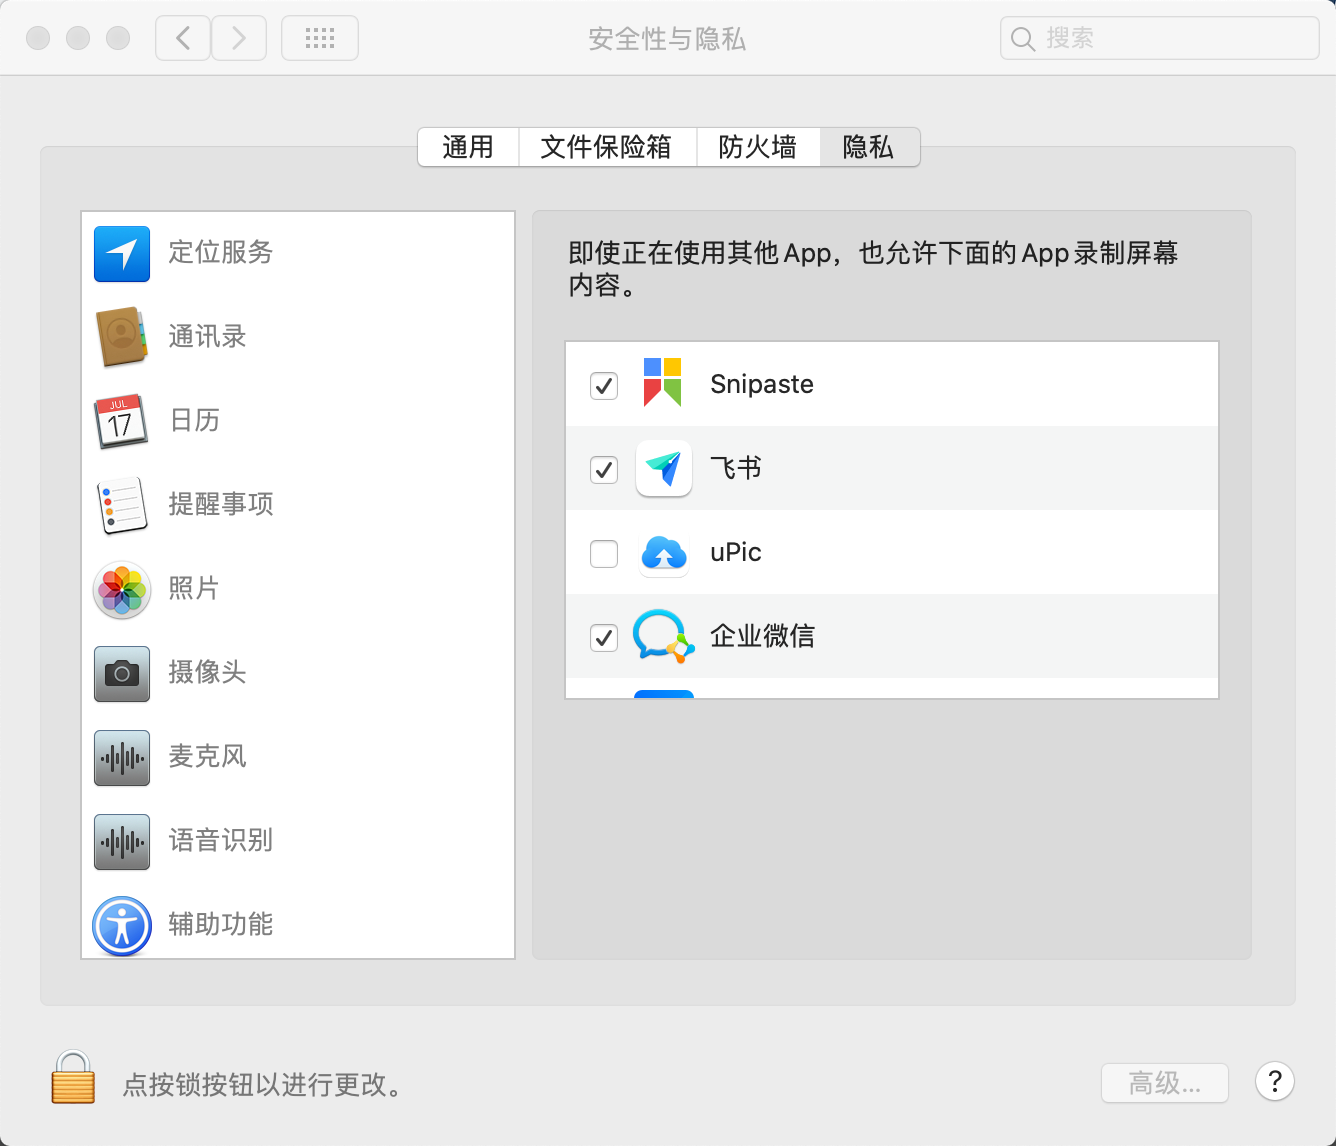 安全性与隐私
搜索
通用
文件保险箱
防火墙
隐私
定位服务
通讯录
JUL
17
日历
提醒事项
照片
摄像头
麦克风
语音识别
辅助功能
即使正在使用其他 App，也允许下面的 App 录制屏幕
内容。
Snipaste
飞书
uPic
企业微信
点按锁按钮以进行更改。
高级...
?